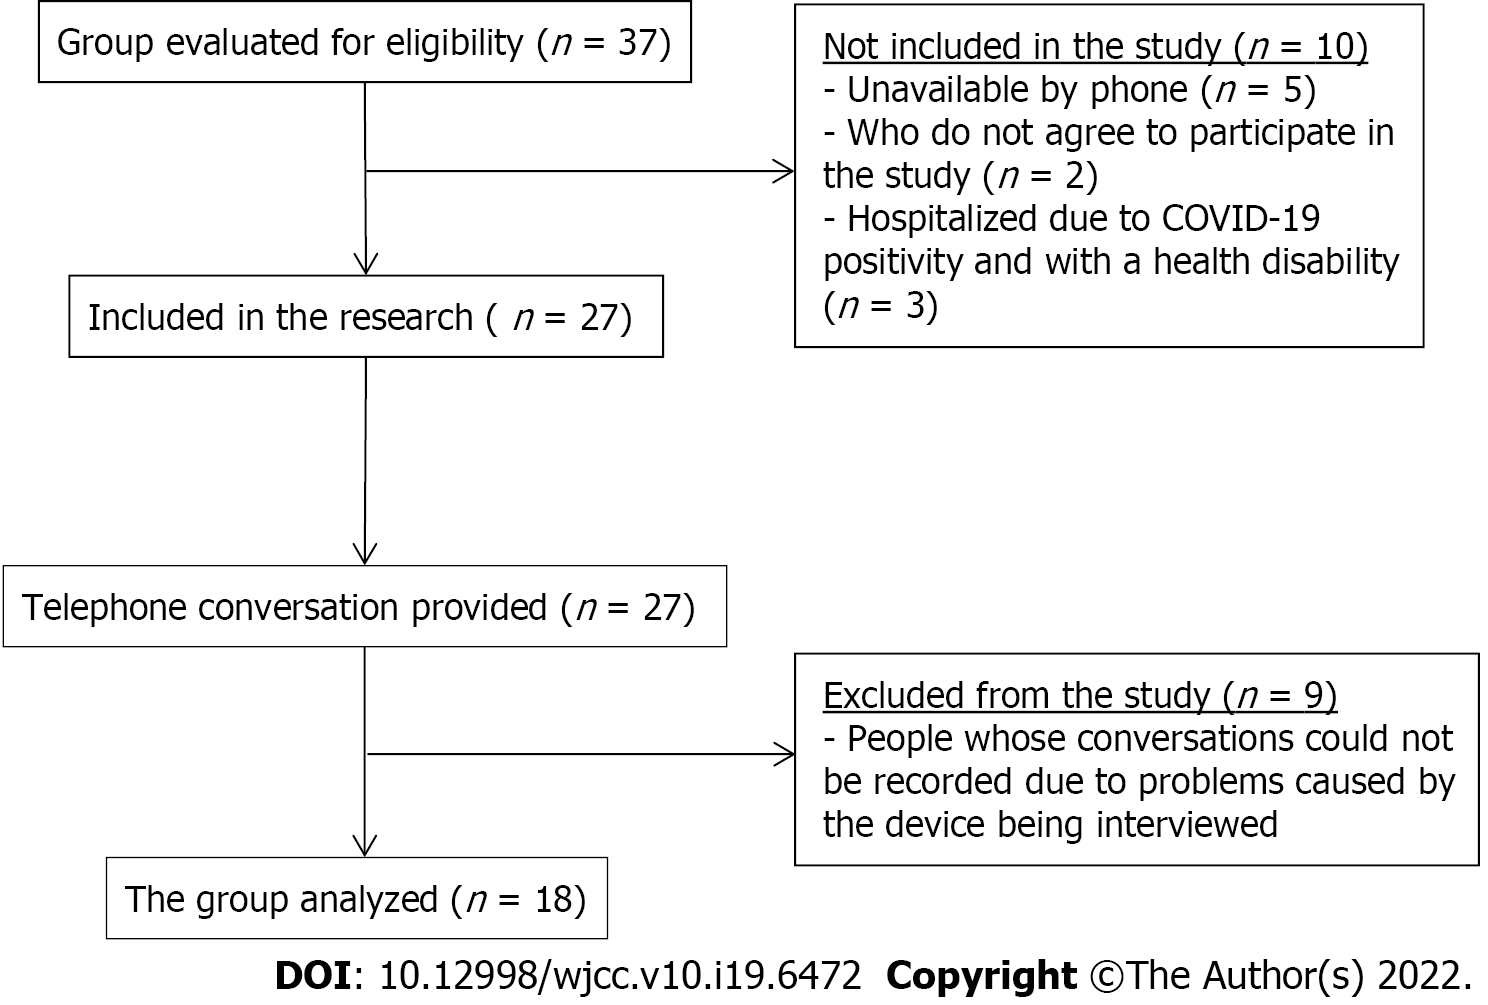 Group evaluated for eligibility (n = 37)
Not included in the study (n = 10)
- Unavailable by phone (n = 5)
- Who do not agree to participate in
the study (n = 2)
- Hospitalized due to COVID-19
positivity and with a health disability
(n = 3)
Included in the research ( n = 27)
Telephone conversation provided (n = 27)
Excluded from the study (n = 9)
- People whose conversations could not
be recorded due to problems caused by
the device being interviewed
The group analyzed (n = 18)
DOI: 10.12998/wjcc.v10.i19.6472 Copyright ©The Author(s) 2022.